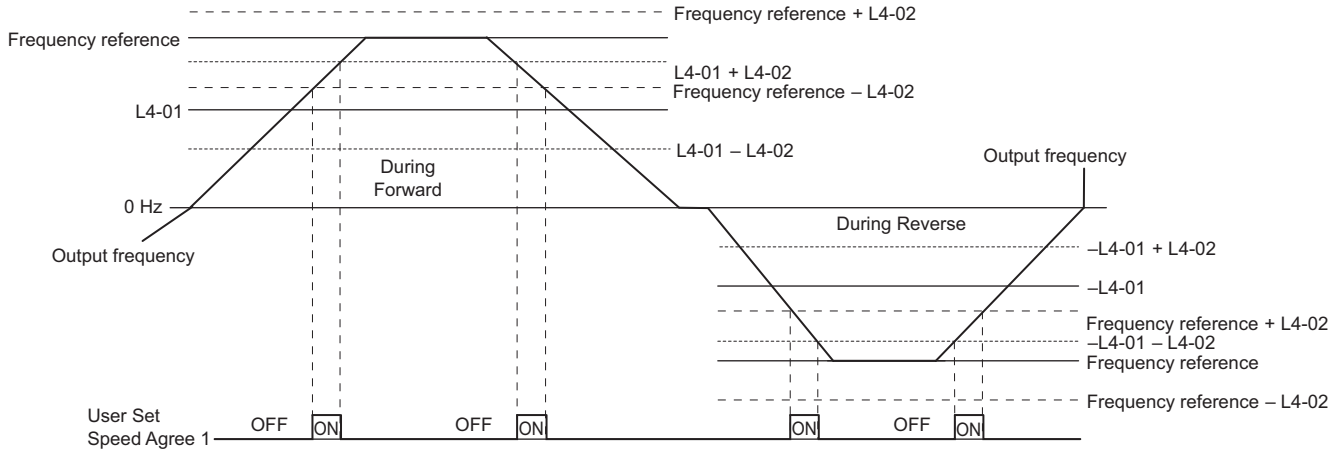 Frequency reference + L4-02
Frequency reference
L4-01 + L4-02
Frequency reference – L4-02
L4-01
L4-01 – L4-02
During
Forward
Output frequency
0 Hz
During Reverse
Output frequency
–L4-01 + L4-02
–L4-01
Frequency reference + L4-02
–L4-01 – L4-02
Frequency reference
Frequency reference – L4-02
User Set
Speed Agree 1
OFF
ON
OFF
ON
ON
OFF
ON